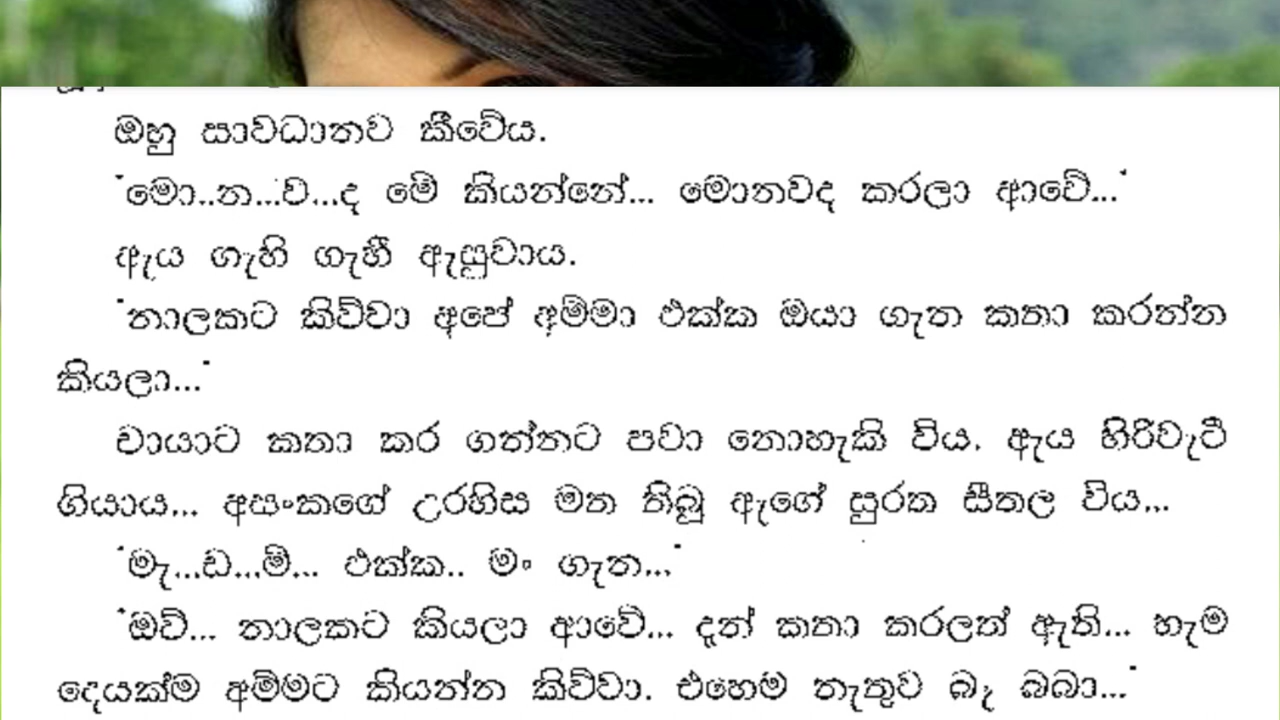 ඔහු සාවධානව කීවේය.
"මො..න...ව...ද මේ කියන්නේ... මොනවද කරලා ආවේ..."
ඇය ගැහි ගැහී ඇසුවාය.
"නාලකට කිව්වා අපේ අම්මා එක්ක ඔයා ගැන කතා කරන්න
කියලා..."
චායාට කතා කර ගන්නට පවා නොහැකි විය. ඇය හිරිවැටී
ගියාය... අසංකගේ උරහිස මත තිබූ ඇගේ සුරත සීතල විය...
"මැ...ඩ...ම්... එක්ක.. මං ගැන..."
"ඔව්... නාලකට කියලා ආවේ... දැන් කතා කරලත් ඇති... හැම
දෙයක්ම අම්මට කියන්න කිව්වා. එහෙම නැතුව බෑ බබා..."